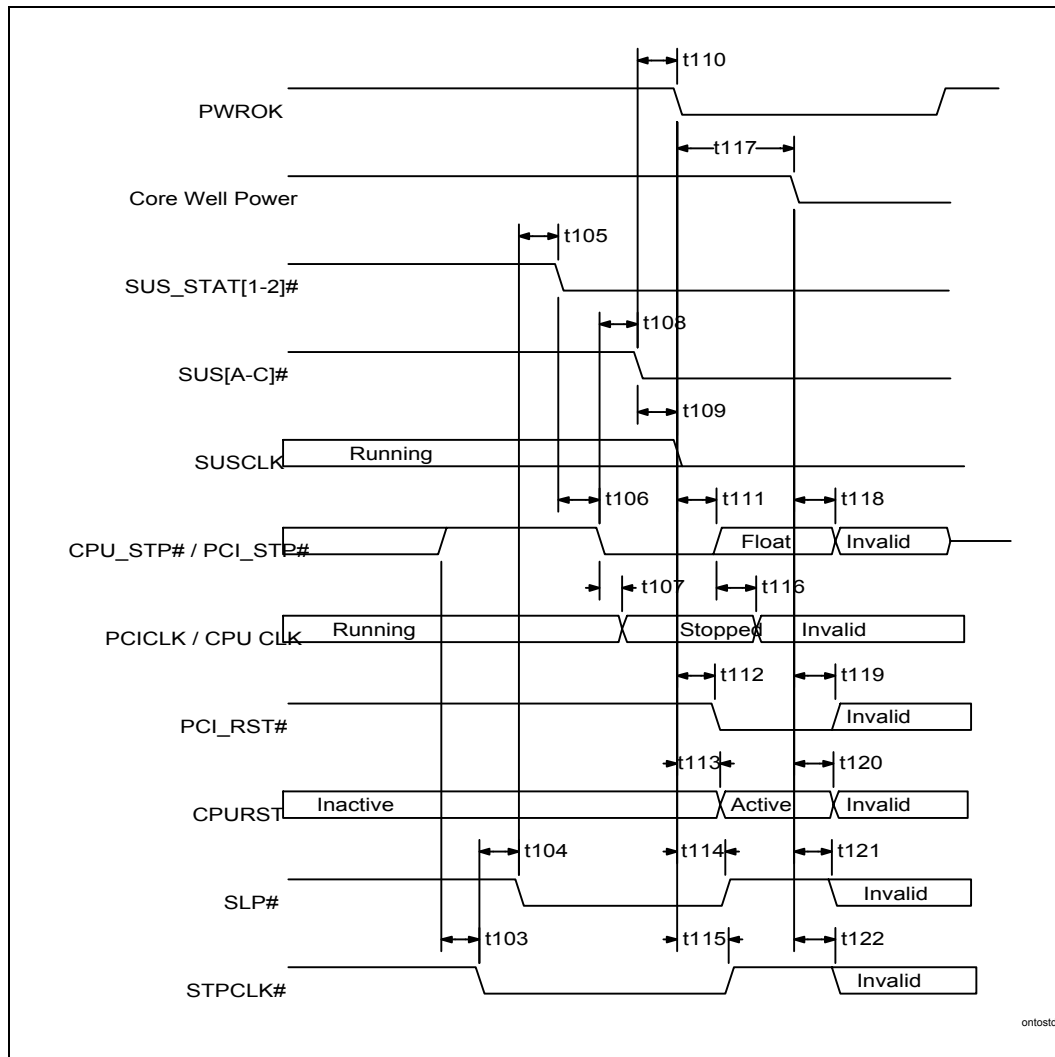 t110
PWROK
t117
Core Well Power
t105
SUS_STAT[1-2]#
t108
SUS[A-C]#
t109
SUSCLK
Running
t106
t111
t118
CPU_STP# / PCI_STP#
Float
Invalid
t107
t116
PCICLK / CPU CLK
Running
Stopped
Invalid
t112
t119
PCI_RST#
Invalid
t113
t120
CPURST
Inactive
Active
Invalid
t104
t114
t121
SLP#
Invalid
t103
t115
t122
STPCLK#
Invalid